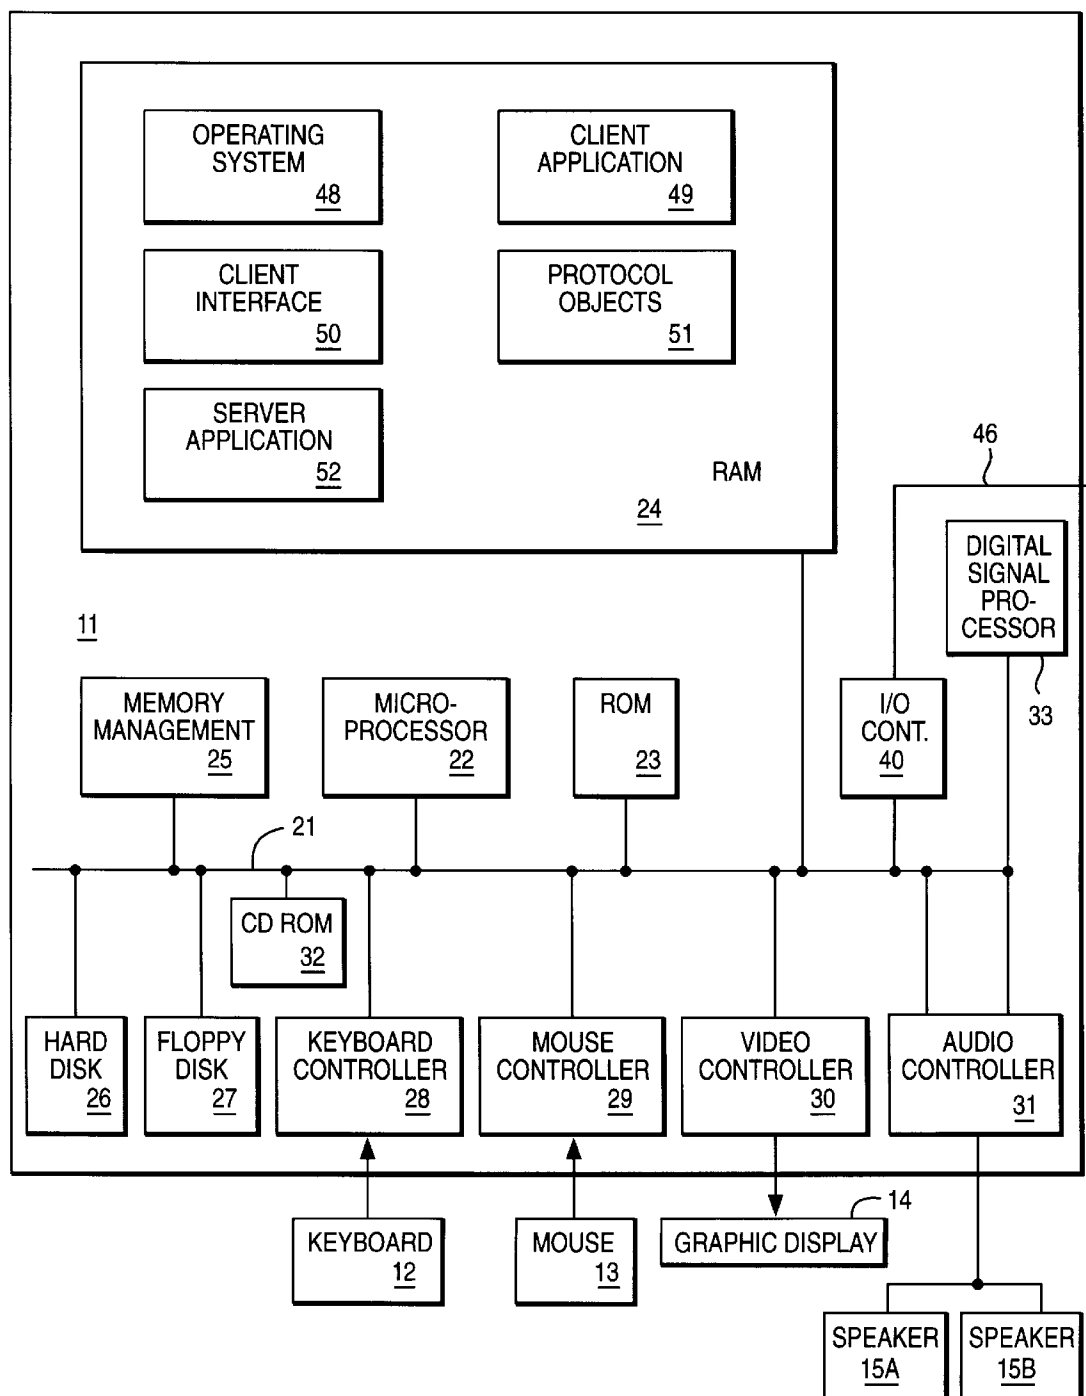 OPERATING
SYSTEM
48
CLIENT
APPLICATION
49
CLIENT
INTERFACE
50
PROTOCOL
OBJECTS
51
SERVER
APPLICATION
52
RAM
24
46
DIGITAL
SIGNAL
PRO-
CESSOR
33
11
MEMORY
MANAGEMENT
25
MICRO-
PROCESSOR
22
ROM
23
I/O
CONT.
40
21
CD ROM
32
HARD
DISK
26
FLOPPY
DISK
27
KEYBOARD
CONTROLLER
28
MOUSE
CONTROLLER
29
VIDEO
CONTROLLER
30
AUDIO
CONTROLLER
31
KEYBOARD
12
MOUSE
13
14
GRAPHIC DISPLAY
SPEAKER
15A
SPEAKER
15B